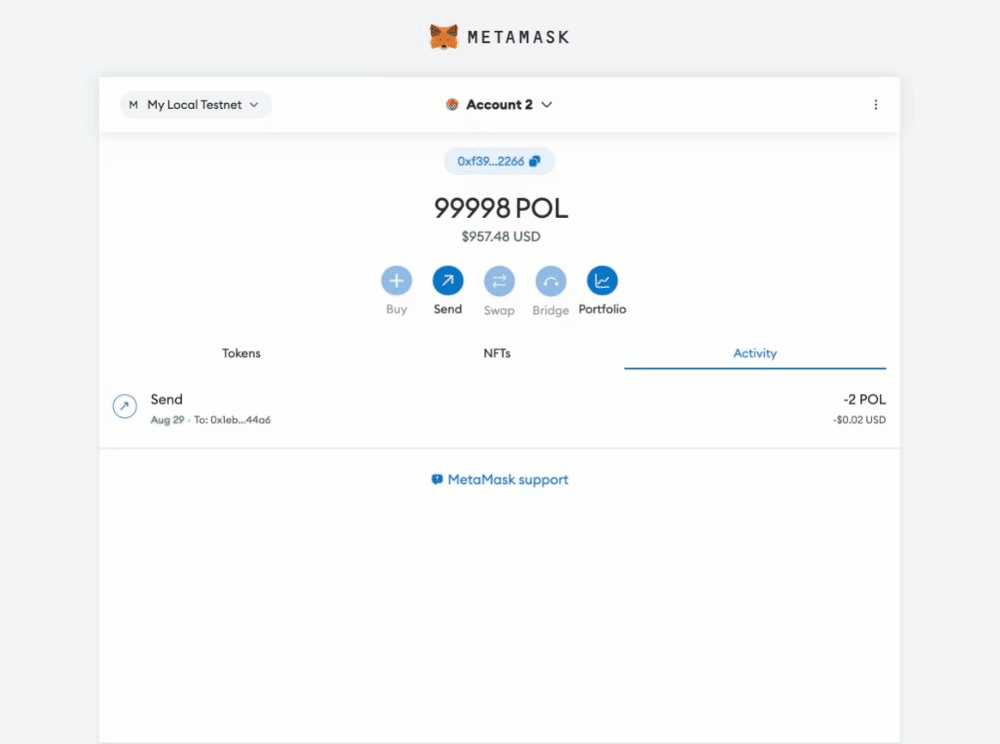 METAMASK
M My Local Testnet
Account 2
0xf39...2266
99998 POL
$957.48 USD
Buy
Send
Swap
Bridge
Portfolio
Tokens
NFTs
Activity
Send
-2 POL
Aug 29 · To: 0x1eb...44a6
-$0.02 USD
MetaMask support